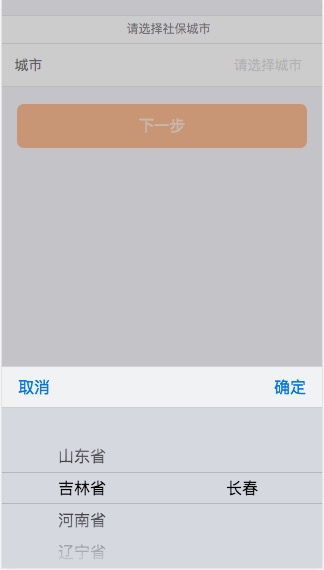 请选择社保城市
城市 请选择城市
下一步
取消 确定
山东省
吉林省 长春
河南省
辽宁省